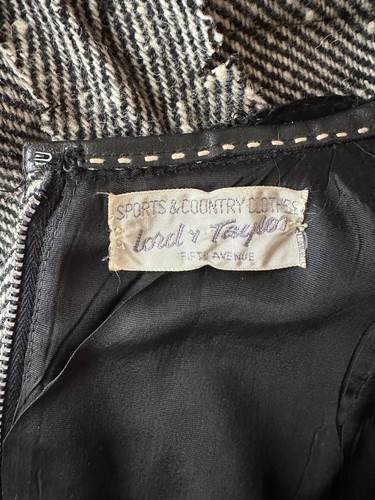 SPORTS & COUNTRY CLOTHES
Lord & Taylor
FIFTH AVENUE